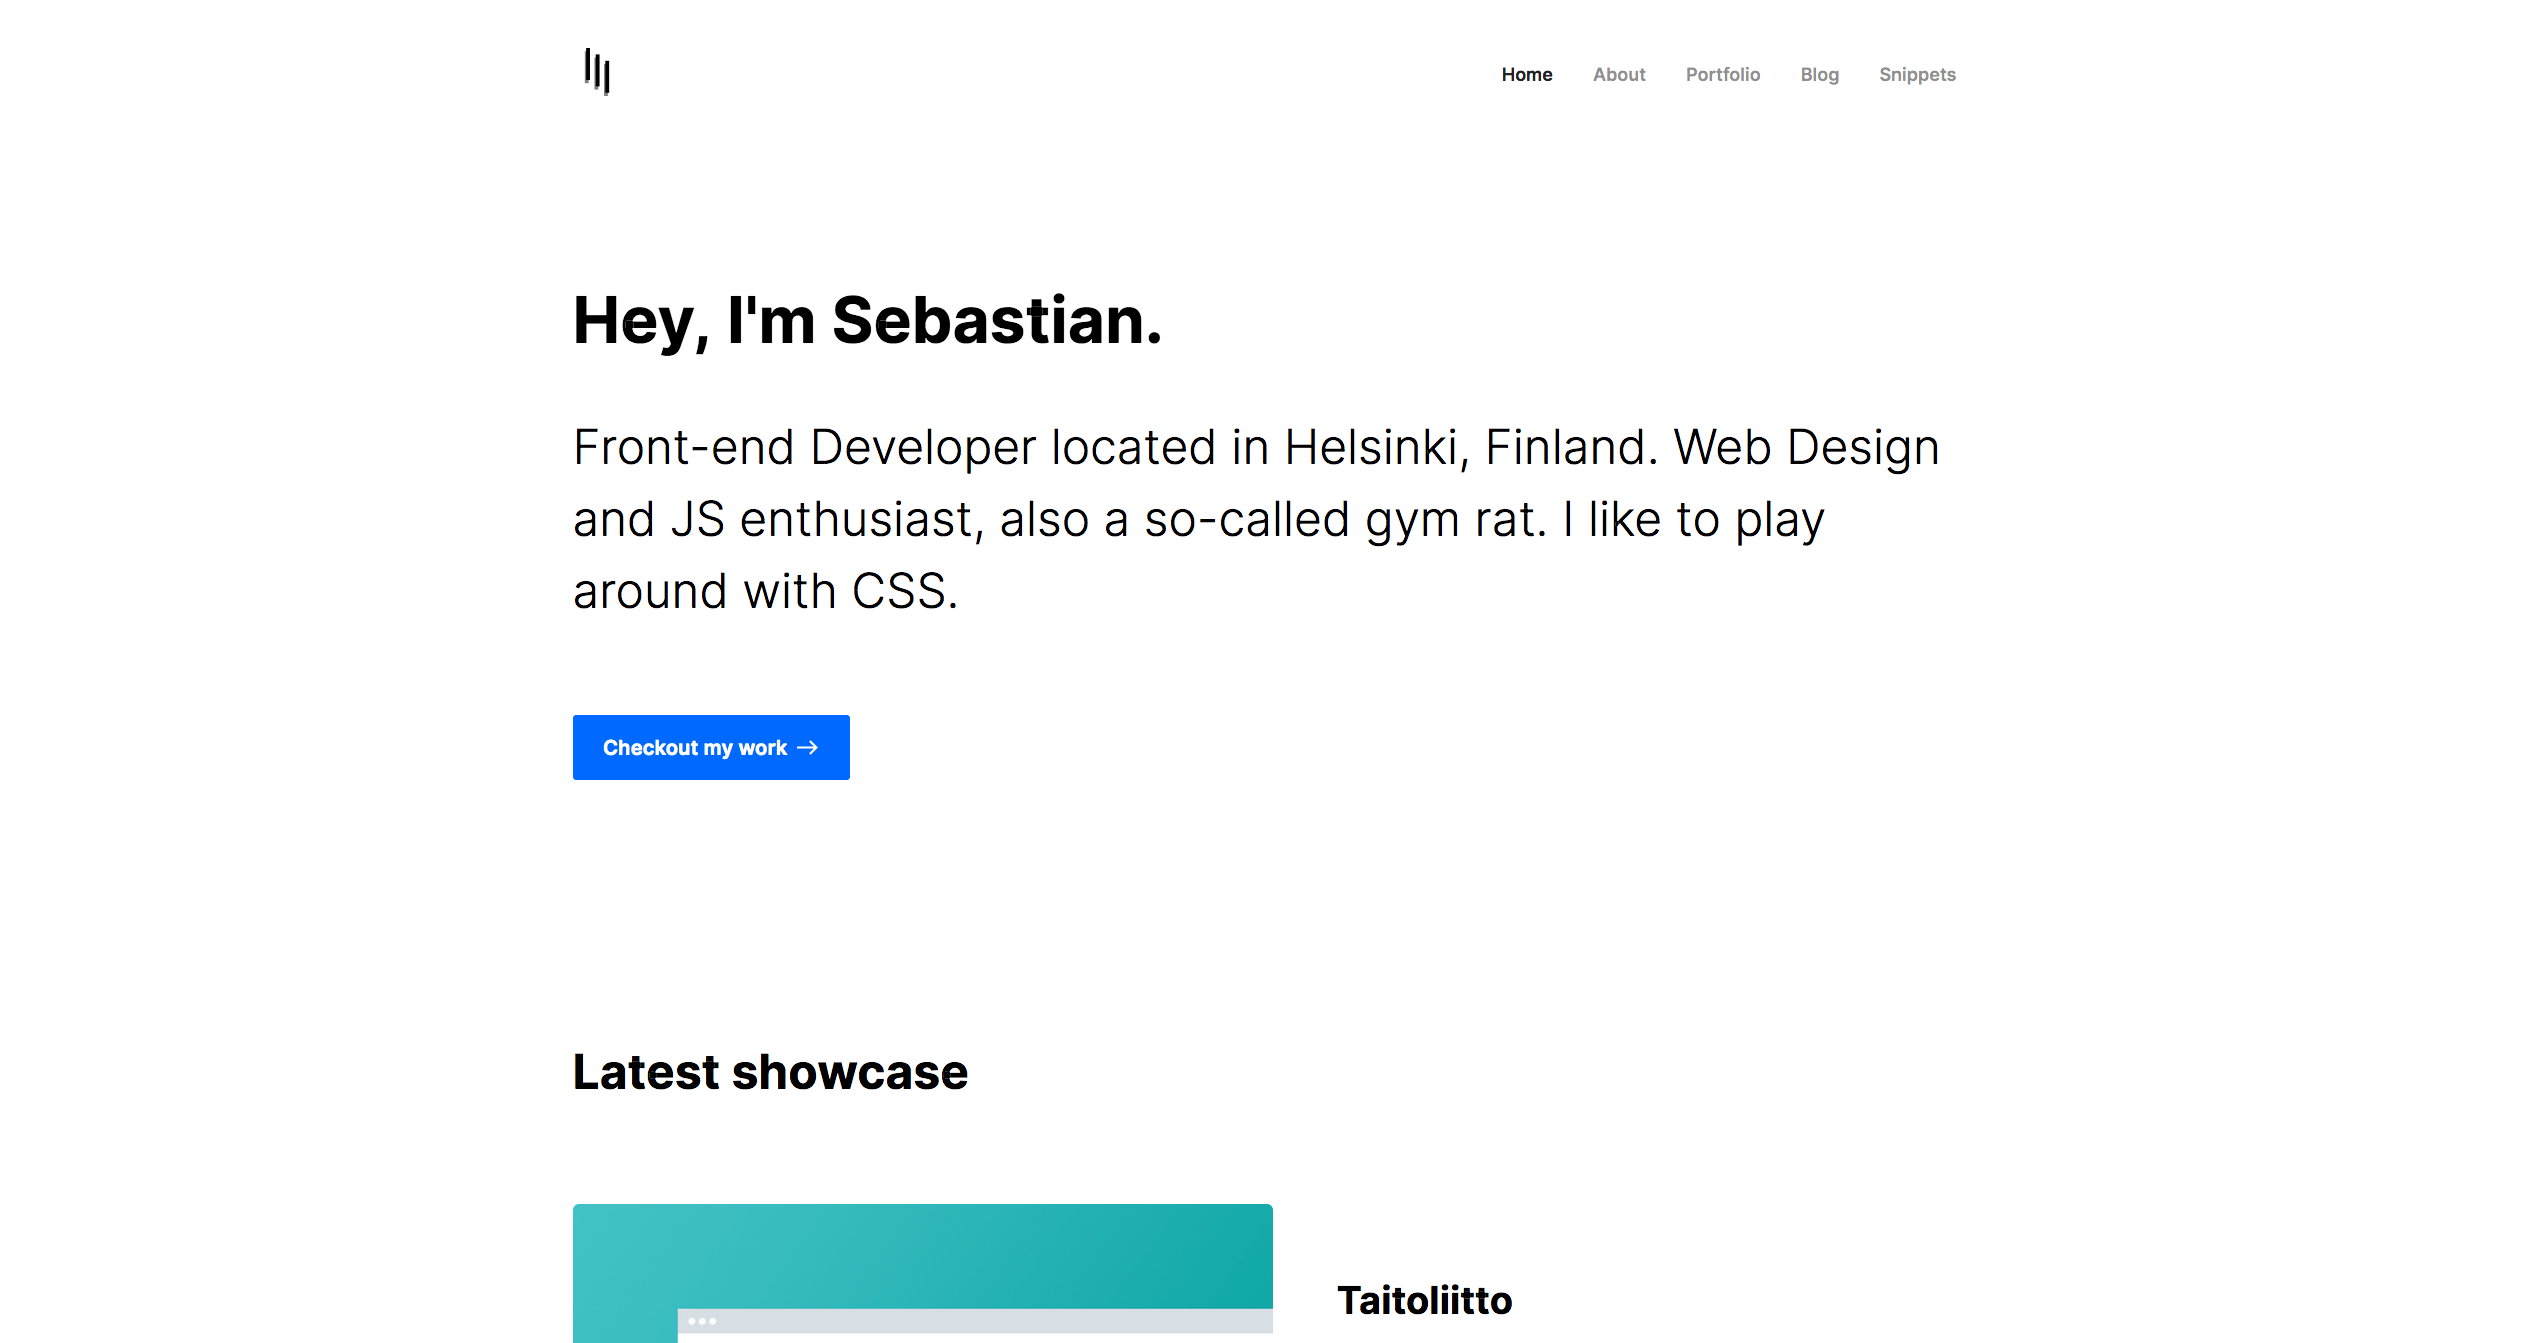 Home About Portfolio Blog Snippets
Hey, I'm Sebastian.
Front-end Developer located in Helsinki, Finland. Web Design
and JS enthusiast, also a so-called gym rat. I like to play
around with CSS.
Checkout my work →
Latest showcase
Taitoliitto